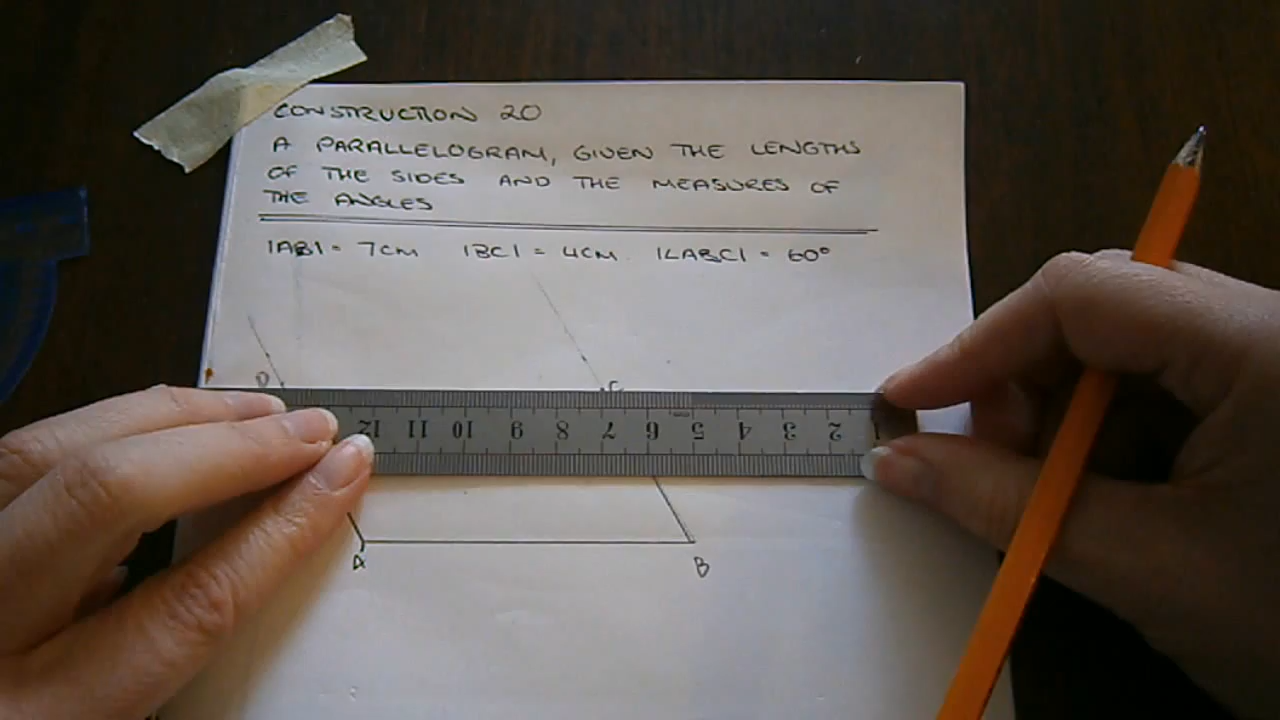 CONSTRUCTION 20
A PARALLELOGRAM, GIVEN THE LENGTHS
OF THE SIDES AND THE MEASURES OF
THE ANGLES
|AB| = 7CM |BC| = 4CM. |∠ABC| = 60°
D C
12 11 10 9 8 7 6 5 4 3 2 1
A B